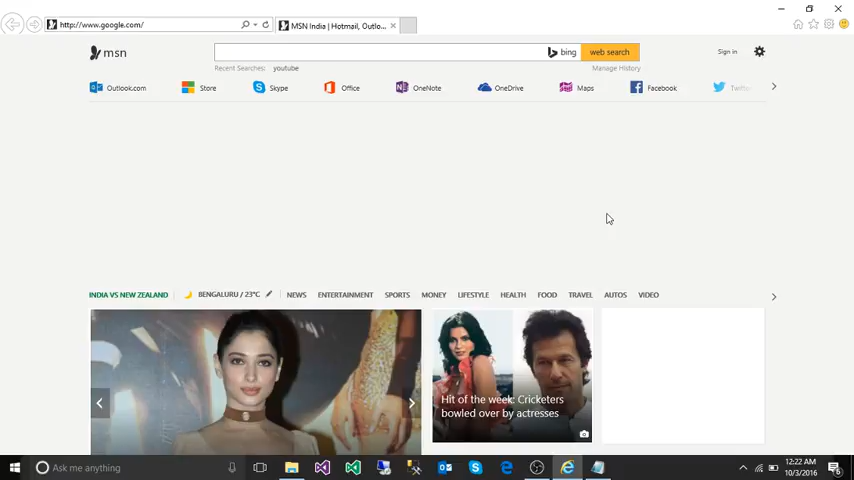 http://www.google.com/
MSN India | Hotmail, Outlo...
msn
bing
web search
Sign in
Recent Searches: youtube
Manage History
Outlook.com Store Skype Office OneNote OneDrive Maps Facebook Twitte
INDIA VS NEW ZEALAND BENGALURU / 23°C NEWS ENTERTAINMENT SPORTS MONEY LIFESTYLE HEALTH FOOD TRAVEL AUTOS VIDEO
Hit of the week: Cricketers
bowled over by actresses
Ask me anything
12:22 AM
10/3/2016